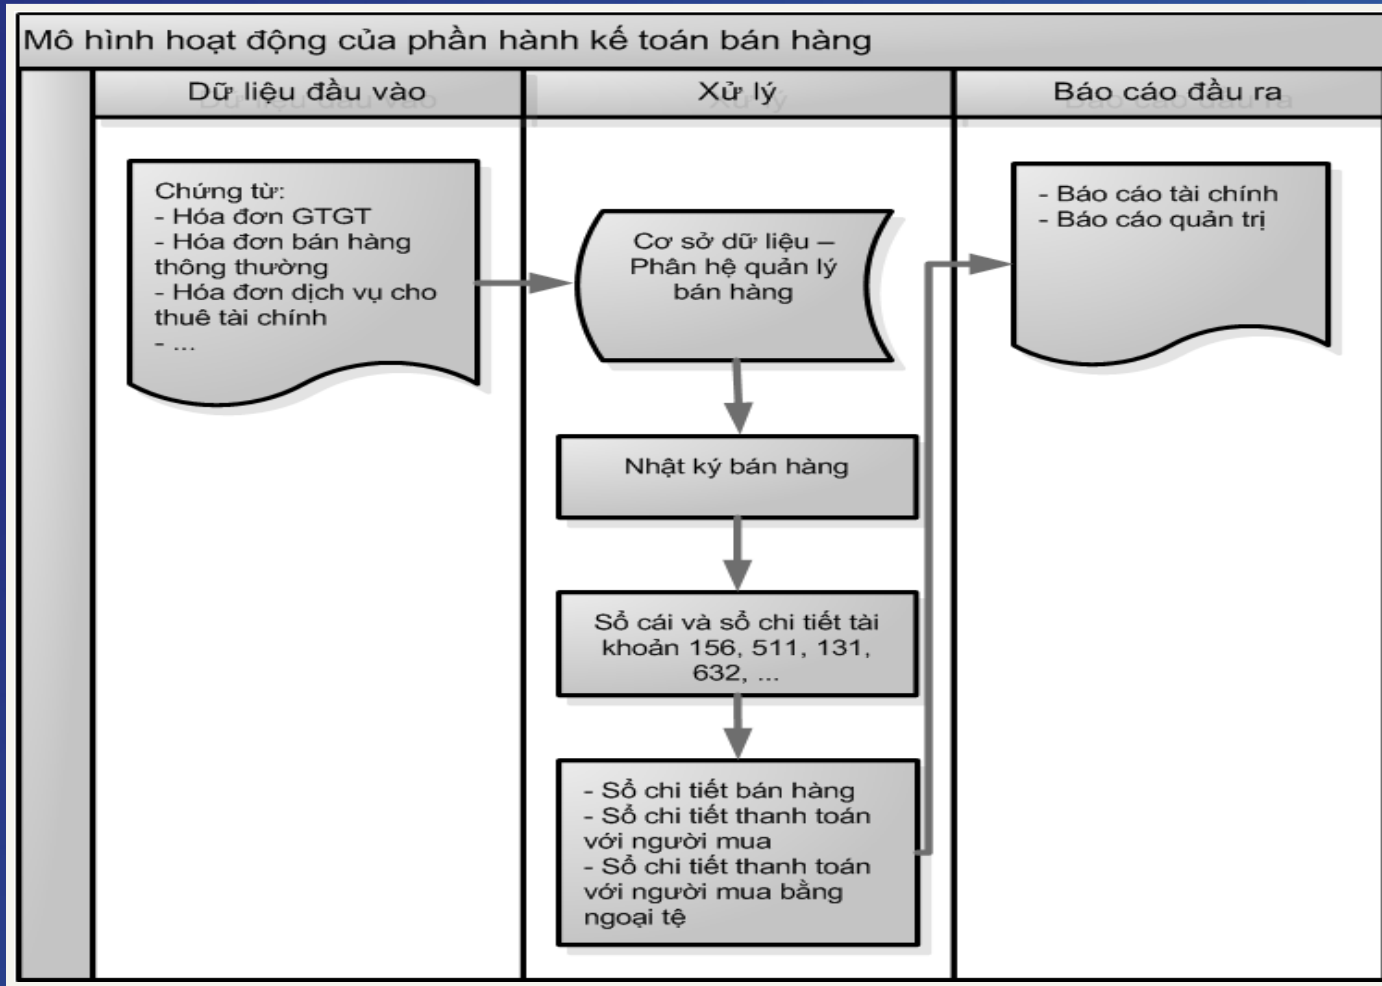 Mô hình hoạt động của phần hành kế toán bán hàng
Dữ liệu đầu vào
Xử lý
Báo cáo đầu ra
Chứng từ:
- Hóa đơn GTGT
- Hóa đơn bán hàng
thông thường
- Hóa đơn dịch vụ cho
thuê tài chính
- ...
Cơ sở dữ liệu –
Phân hệ quản lý
bán hàng
Nhật ký bán hàng
Sổ cái và sổ chi tiết tài
khoản 156, 511, 131,
632, ...
- Sổ chi tiết bán hàng
- Sổ chi tiết thanh toán
với người mua
- Sổ chi tiết thanh toán
với người mua bằng
ngoại tệ
- Báo cáo tài chính
- Báo cáo quản trị